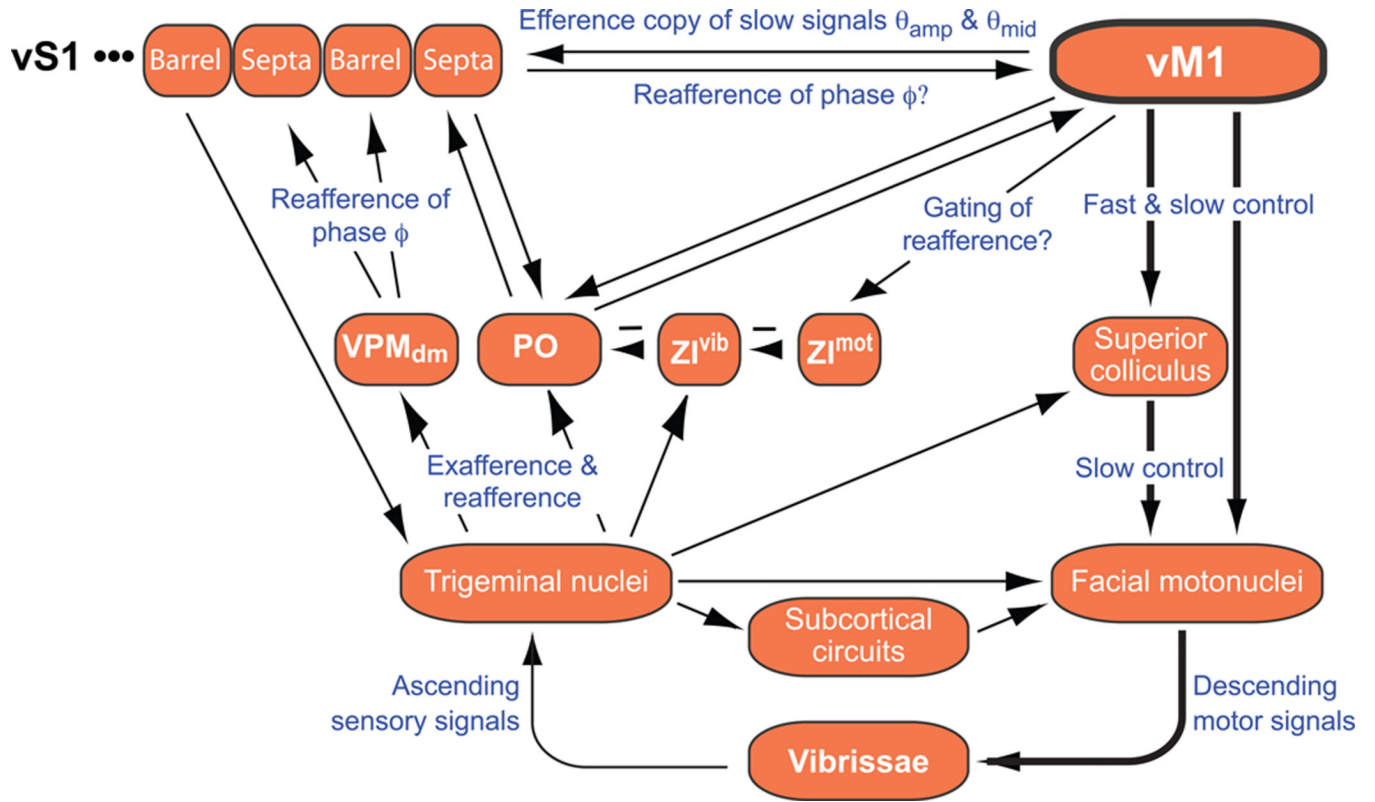 Efference copy of slow signals θamp & θmid
vS1 ••• Barrel Septa Barrel Septa
vM1
Reafference of phase ϕ?
Reafference of
phase ϕ
Gating of
reafference?
Fast & slow control
VPMdm
PO
–
ZIvib
–
ZImot
Superior
colliculus
Exafference &
reafference
Slow control
Trigeminal nuclei
Facial motonuclei
Subcortical
circuits
Ascending
sensory signals
Descending
motor signals
Vibrissae